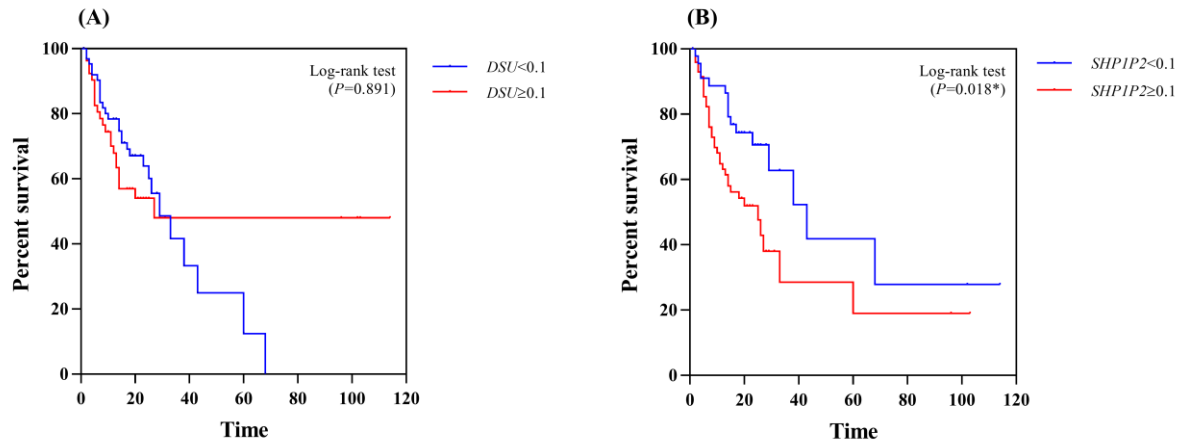 (A)
Log-rank test
(P=0.891)
DSU<0.1
DSU≥0.1
Percent survival
100
80
60
40
20
0
0 20 40 60 80 100 120
Time
(B)
Log-rank test
(P=0.018*)
SHP1P2<0.1
SHP1P2≥0.1
Percent survival
100
80
60
40
20
0
0 20 40 60 80 100 120
Time